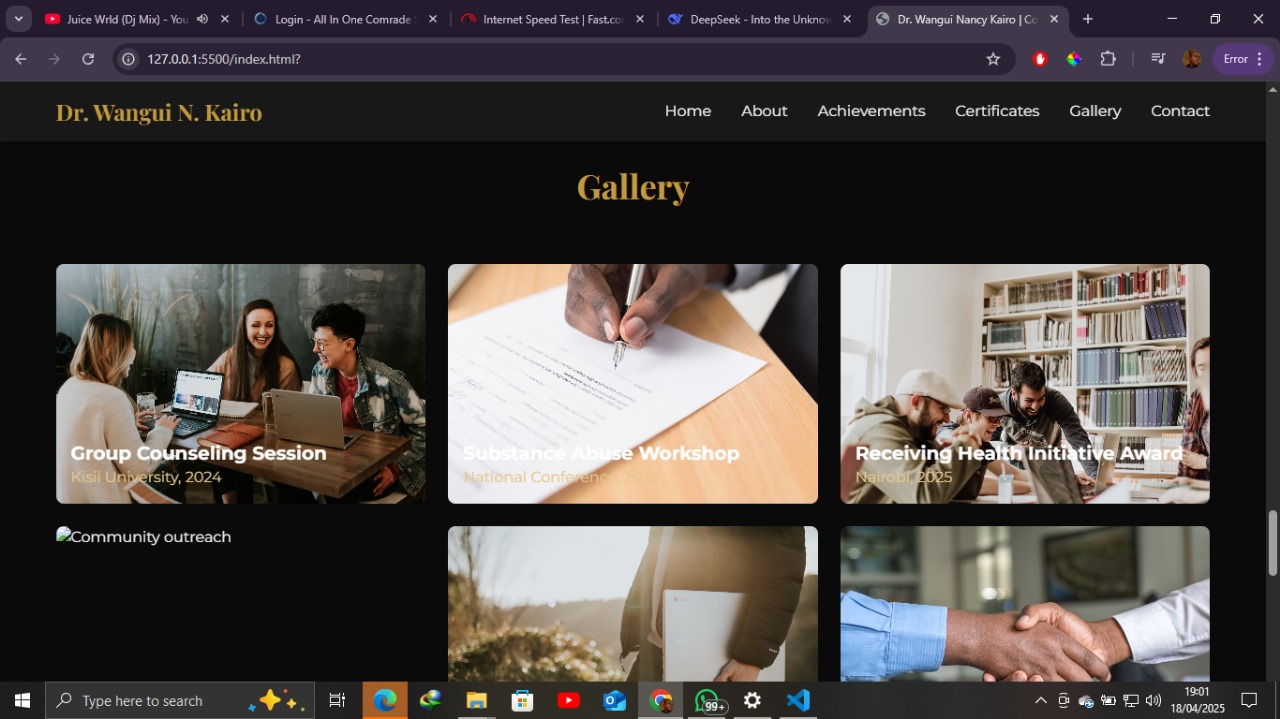 Juice Wrld (Dj Mix) - You
Login - All In One Comrade S
Internet Speed Test | Fast.co
DeepSeek - Into the Unknow
Dr. Wangui Nancy Kairo | Co
127.0.0.1:5500/index.html?
Error
Dr. Wangui N. Kairo
Home
About
Achievements
Certificates
Gallery
Contact
Gallery
Group Counseling Session
Kisii University, 2024
Substance Abuse Workshop
National Conference, 2025
Receiving Health Initiative Award
Nairobi, 2025
Community outreach
Type here to search
99+
19:01
18/04/2025